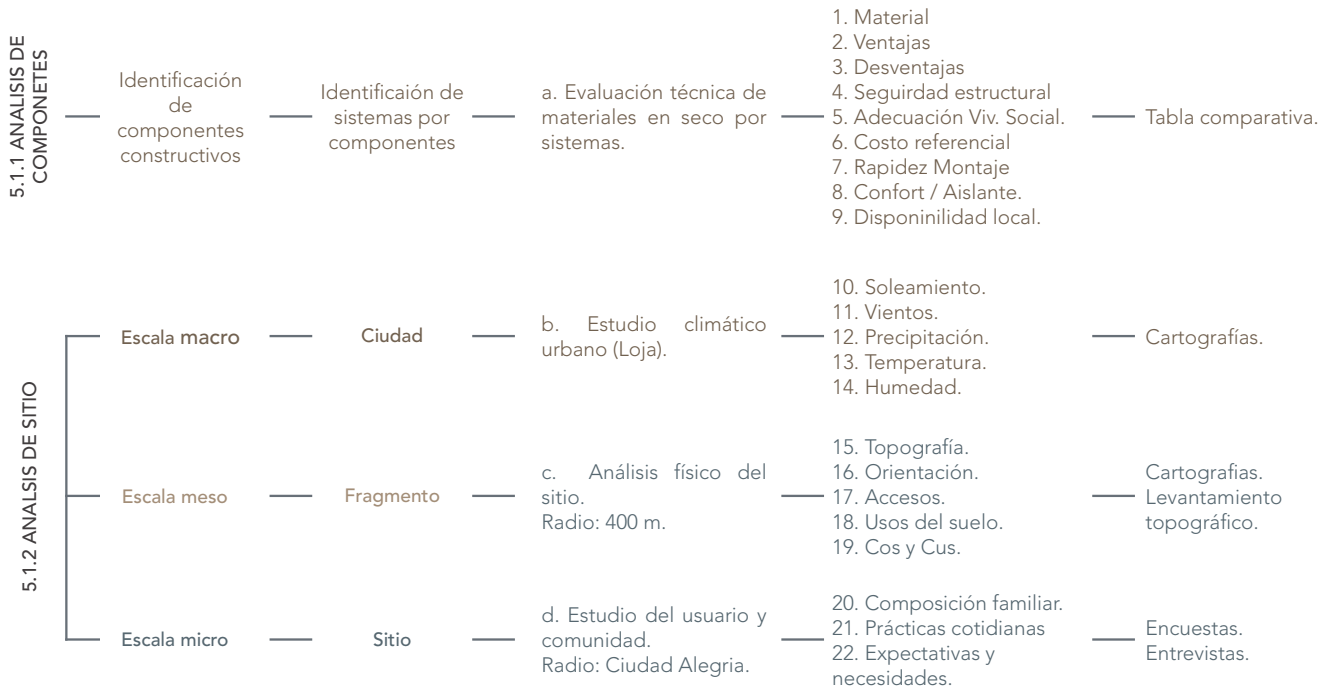 5.1.1 ANALISIS DE
COMPONETES
Identificación
de
componentes
constructivos
Identificaión de
sistemas por
componentes
a. Evaluación técnica de
materiales en seco por
sistemas.
1. Material
2. Ventajas
3. Desventajas
4. Seguirdad estructural
5. Adecuación Viv. Social.
6. Costo referencial
7. Rapidez Montaje
8. Confort / Aislante.
9. Disponinilidad local.
Tabla comparativa.
5.1.2 ANALSIS DE SITIO
Escala macro
Ciudad
b. Estudio climático
urbano (Loja).
10. Soleamiento.
11. Vientos.
12. Precipitación.
13. Temperatura.
14. Humedad.
Cartografías.
Escala meso
Fragmento
c. Análisis físico del
sitio.
Radio: 400 m.
15. Topografía.
16. Orientación.
17. Accesos.
18. Usos del suelo.
19. Cos y Cus.
Cartografias.
Levantamiento
topográfico.
Escala micro
Sitio
d. Estudio del usuario y
comunidad.
Radio: Ciudad Alegria.
20. Composición familiar.
21. Prácticas cotidianas
22. Expectativas y
necesidades.
Encuestas.
Entrevistas.